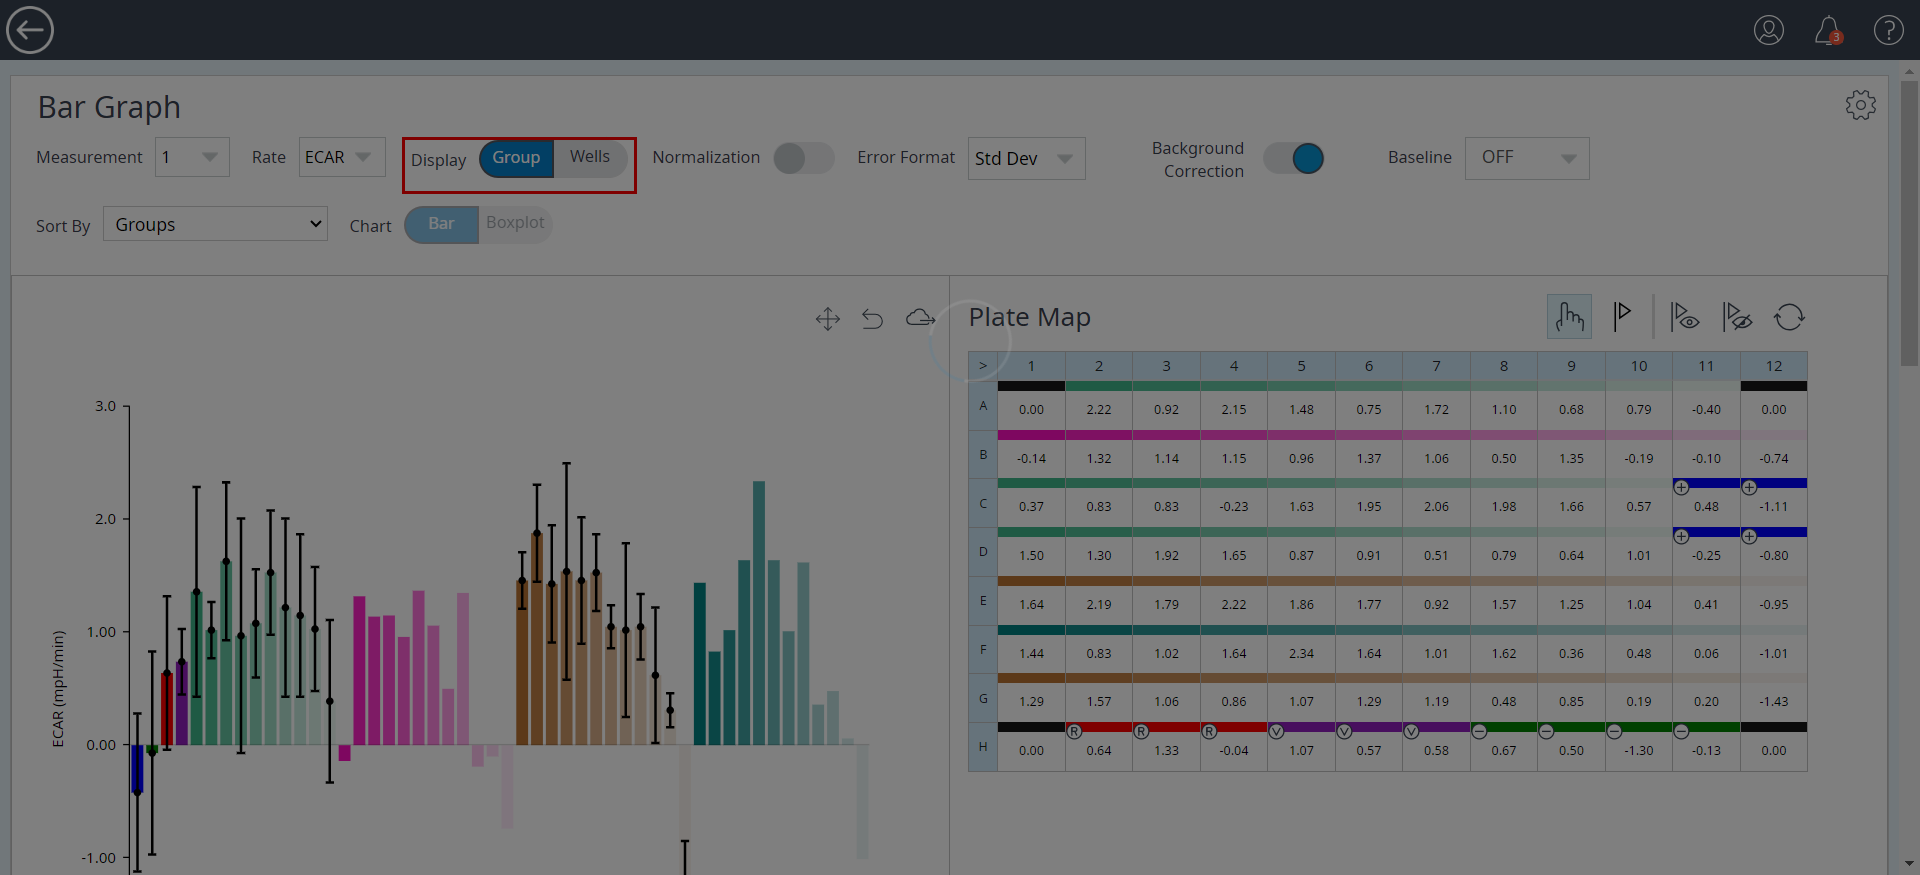 3
Bar Graph
Measurement 1 Rate ECAR Display Group Wells Normalization Error Format Std Dev Background Correction Baseline OFF
Sort By Groups Chart Bar Boxplot
Plate Map
ECAR (mpH/min)
3.0
2.0
1.00
0.00
-1.00
> 1 2 3 4 5 6 7 8 9 10 11 12
A 0.00 2.22 0.92 2.15 1.48 0.75 1.72 1.10 0.68 0.79 -0.40 0.00
B -0.14 1.32 1.14 1.15 0.96 1.37 1.06 0.50 1.35 -0.19 -0.10 -0.74
C 0.37 0.83 0.83 -0.23 1.63 1.95 2.06 1.98 1.66 0.57 0.48 -1.11
D 1.50 1.30 1.92 1.65 0.87 0.91 0.51 0.79 0.64 1.01 -0.25 -0.80
E 1.64 2.19 1.79 2.22 1.86 1.77 0.92 1.57 1.25 1.04 0.41 -0.95
F 1.44 0.83 1.02 1.64 2.34 1.64 1.01 1.62 0.36 0.48 0.06 -1.01
G 1.29 1.57 1.06 0.86 1.07 1.29 1.19 0.48 0.85 0.19 0.20 -1.43
R R R V V V
H 0.00 0.64 1.33 -0.04 1.07 0.57 0.58 0.67 0.50 -1.30 -0.13 0.00